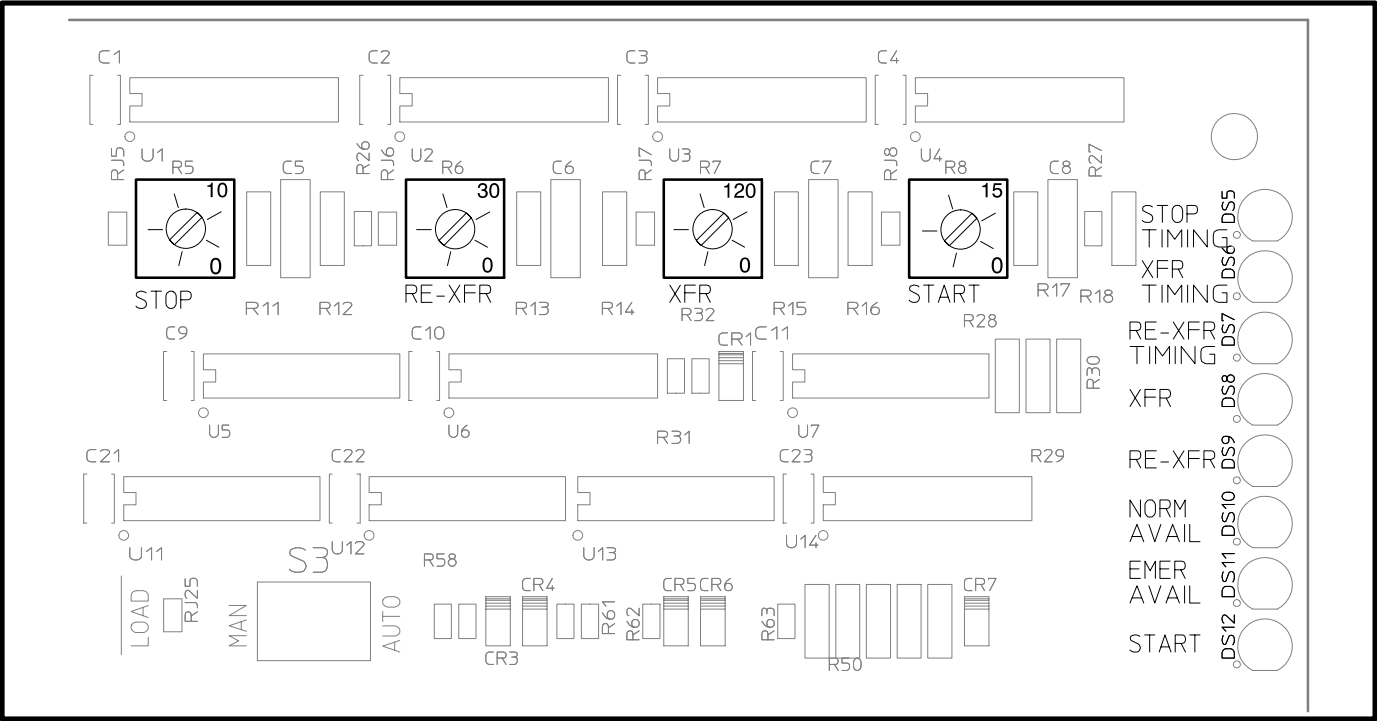 C1
C2
C3
C4
RJ5
U1
R5
C5
R26
RJ6
U2
R6
C6
RJ7
U3
R7
C7
RJ8
U4
R8
C8
R27
10
0
STOP
30
0
RE-XFR
120
0
XFR
15
0
START
R11
R12
R13
R14
R32
R15
R16
R17
R18
STOP
TIMING
DS5
XFR
TIMING
DS6
RE-XFR
TIMING
DS7
XFR
DS8
RE-XFR
DS9
NORM
AVAIL
DS10
EMER
AVAIL
DS11
START
DS12
C9
C10
CR1
C11
R28
R30
U5
U6
R31
U7
R29
C21
C22
C23
U11
S3
U12
U13
U14
R58
LOAD
RJ25
MAN
AUTO
CR3
CR4
R61
R62
CR5
CR6
R63
R50
CR7